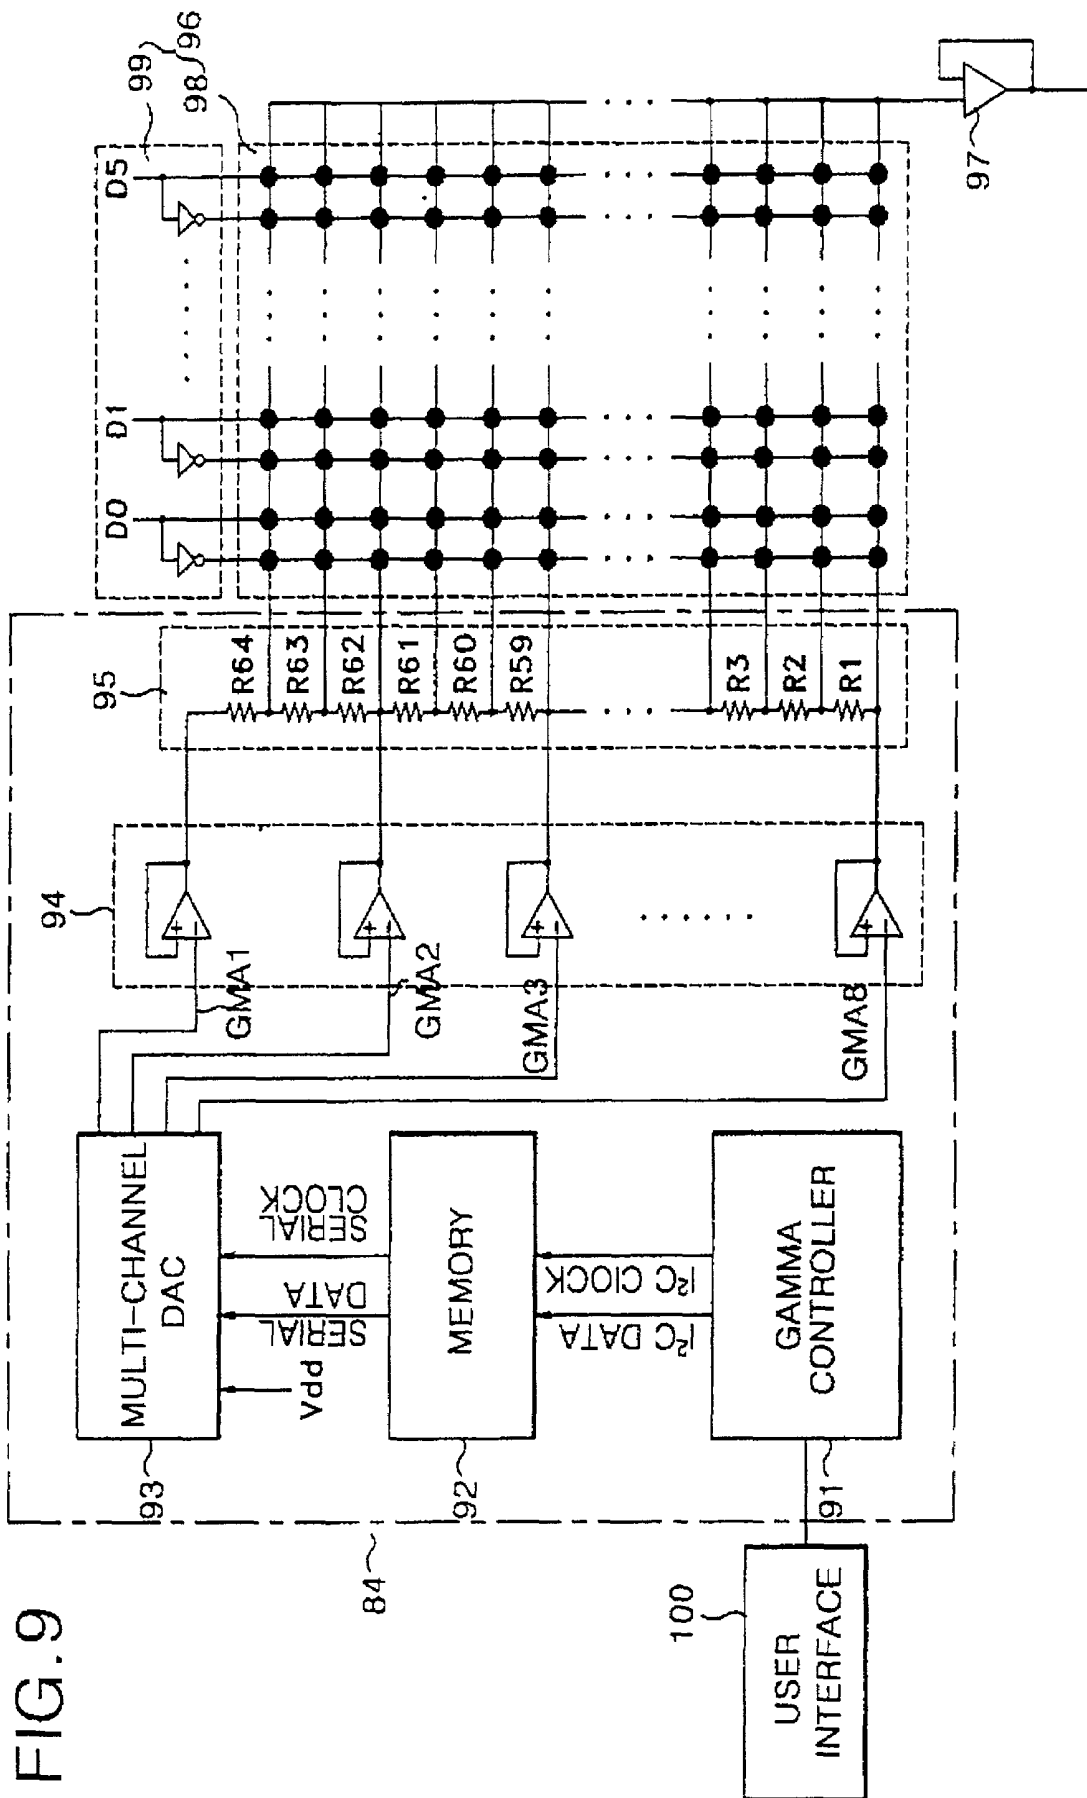 FIG.9
99
98
96
D5
D1
D0
95
R64
R63
R62
R61
R60
R59
R3
R2
R1
97
94
+
−
GMA1
+
−
GMA2
+
−
GMA3
+
−
GMA8
MULTI-CHANNEL
DAC
93
Vdd
SERIAL
DATA
SERIAL
CLOCK
MEMORY
92
I²C DATA
I²C CLOCK
GAMMA
CONTROLLER
91
84
100
USER
INTERFACE